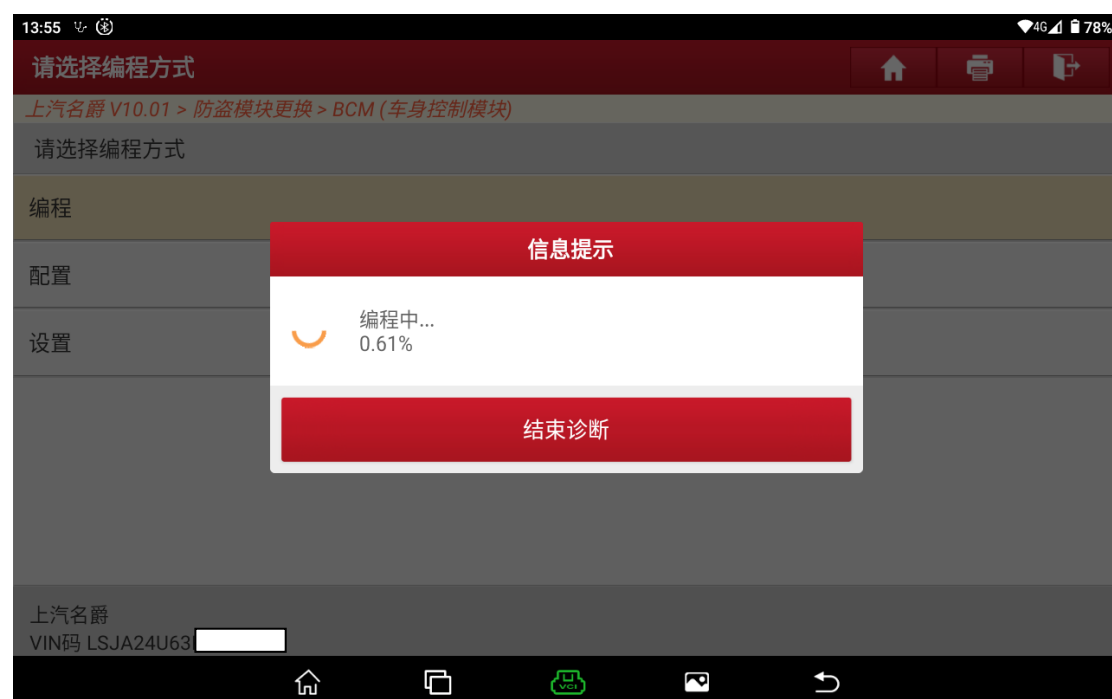 13:55
4G 78%
请选择编程方式
上汽名爵 V10.01 > 防盗模块更换 > BCM (车身控制模块)
请选择编程方式
编程
配置
设置
信息提示
编程中...
0.61%
结束诊断
上汽名爵
VIN码 LSJA24U63
VCI